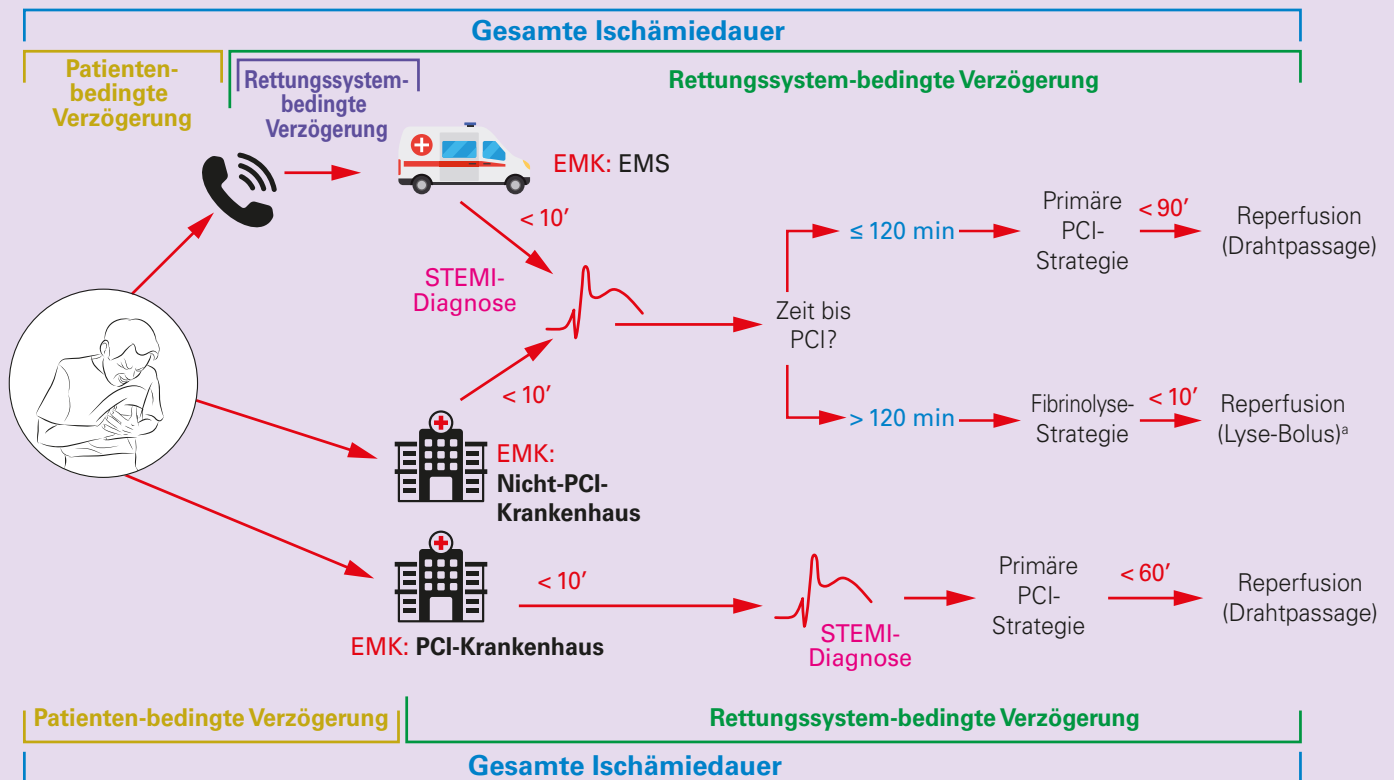 Gesamte Ischämiedauer
Patienten-
bedingte
Verzögerung
Rettungssystem-
bedingte
Verzögerung
Rettungssystem-bedingte Verzögerung
EMK: EMS
< 10’
STEMI-
Diagnose
< 10’
Zeit bis
PCI?
≤ 120 min
Primäre
PCI-
Strategie
< 90’
Reperfusion
(Drahtpassage)
> 120 min
Fibrinolyse-
Strategie
< 10’
Reperfusion
(Lyse-Bolus)ᵃ
EMK:
Nicht-PCI-
Krankenhaus
EMK: PCI-Krankenhaus
< 10’
STEMI-
Diagnose
Primäre
PCI-
Strategie
< 60’
Reperfusion
(Drahtpassage)
Patienten-bedingte Verzögerung
Rettungssystem-bedingte Verzögerung
Gesamte Ischämiedauer